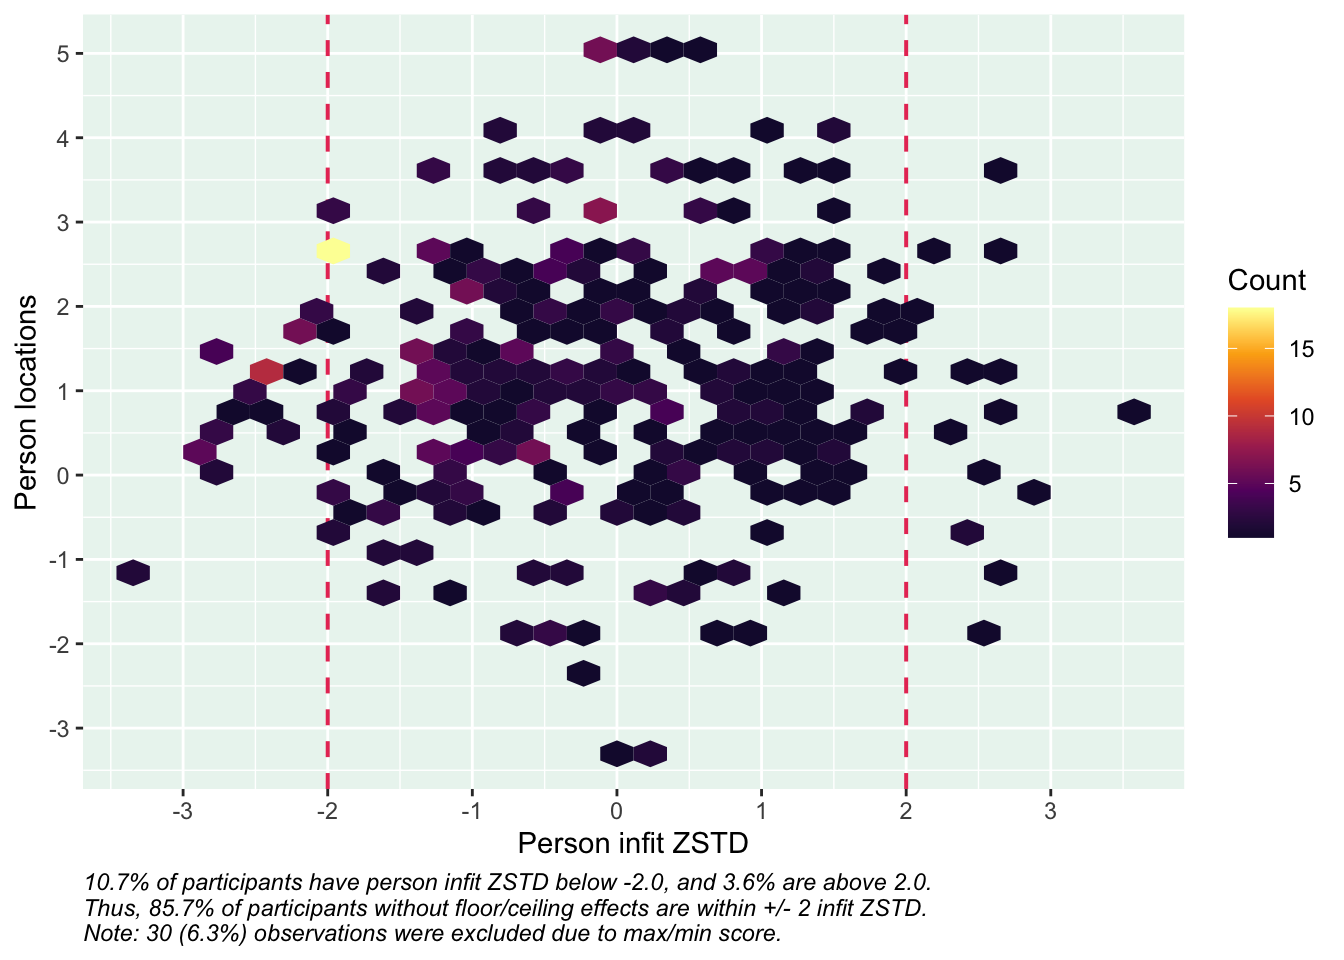 5
4
3
2
1
0
-1
-2
-3
Person locations
-3 -2 -1 0 1 2 3
Person infit ZSTD
Count
15
10
5
10.7% of participants have person infit ZSTD below -2.0, and 3.6% are above 2.0.
Thus, 85.7% of participants without floor/ceiling effects are within +/- 2 infit ZSTD.
Note: 30 (6.3%) observations were excluded due to max/min score.